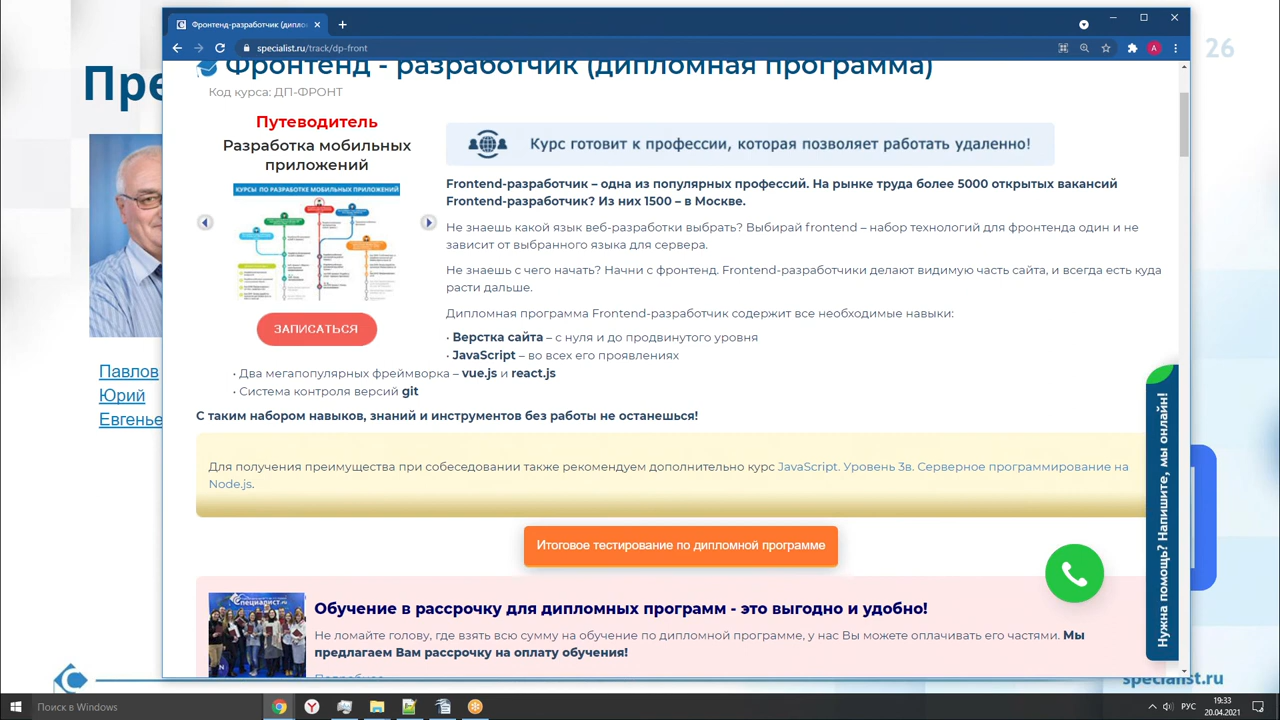 26
Пре
Фронтенд-разработчик (дипло
specialist.ru/track/dp-front
A
Фронтенд - разработчик (дипломная программа)
Код курса: ДП-ФРОНТ
Путеводитель
Разработка мобильных
приложений
КУРСЫ ПО РАЗРАБОТКЕ МОБИЛЬНЫХ ПРИЛОЖЕНИЙ
ЗАПИСАТЬСЯ
Курс готовит к профессии, которая позволяет работать удаленно!
Frontend-разработчик – одна из популярных профессий. На рынке труда более 5000 открытых вакансий
Frontend-разработчик? Из них 1500 – в Москве.
Не знаешь какой язык веб-разработки выбрать? Выбирай frontend – набор технологий для фронтенда один и не
зависит от выбранного языка для сервера.
Не знаешь с чего начать? Начни с фронтенд. Frontend-разработчики делают видимую часть сайта, и всегда есть куда
расти дальше.
Дипломная программа Frontend-разработчик содержит все необходимые навыки:
· Верстка сайта – с нуля и до продвинутого уровня
· JavaScript – во всех его проявлениях
· Два мегапопулярных фреймворка – vue.js и react.js
· Система контроля версий git
С таким набором навыков, знаний и инструментов без работы не останешься!
Для получения преимущества при собеседовании также рекомендуем дополнительно курс JavaScript. Уровень 3в. Серверное программирование на
Node.js.
Итоговое тестирование по дипломной программе
Обучение в рассрочку для дипломных программ - это выгодно и удобно!
Не ломайте голову, где взять всю сумму на обучение по дипломной программе, у нас Вы можете оплачивать его частями. Мы
предлагаем Вам рассрочку на оплату обучения!
Специалист.ru
Нужна помощь? Напишите, мы онлайн!
Павлов
Юрий
Евгенье
specialist.ru
Поиск в Windows
РУС
19:33
20.04.2021